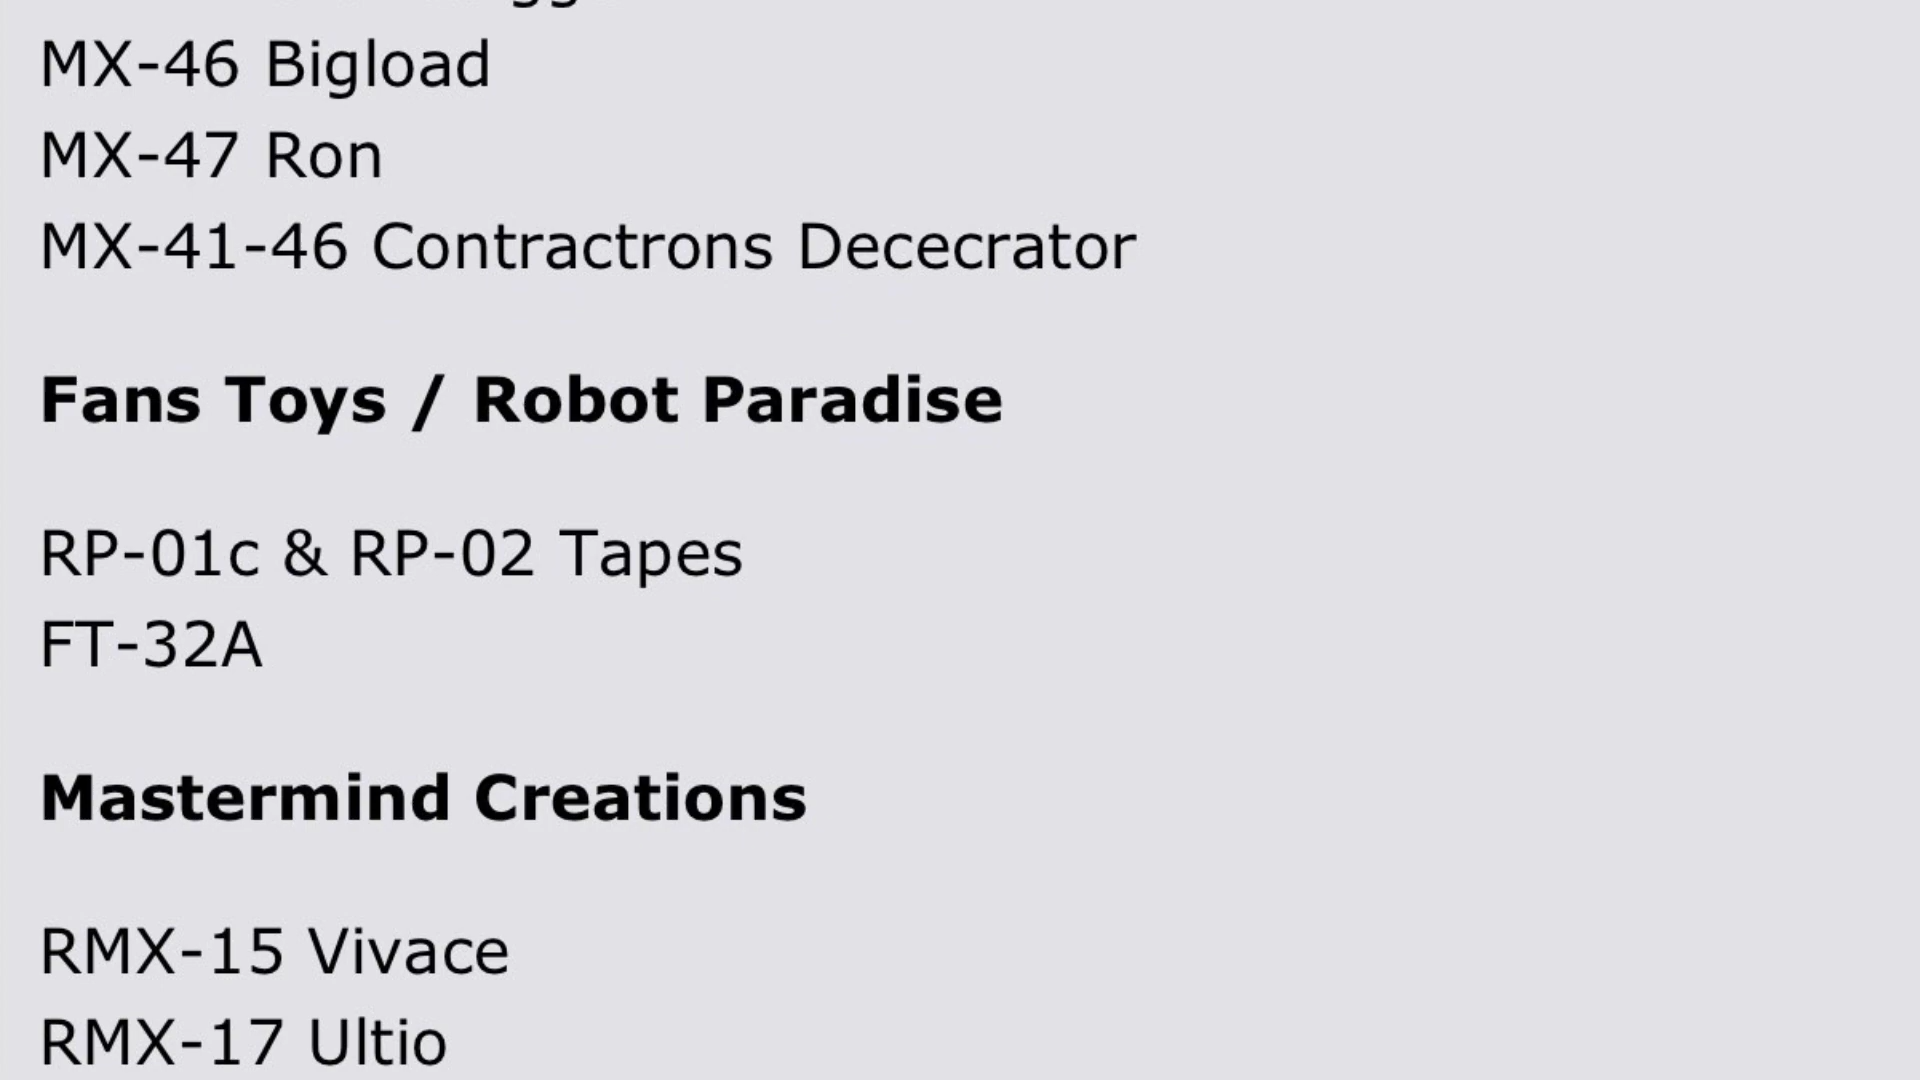 MX-46 Bigload
MX-47 Ron
MX-41-46 Contractrons Dececrator
Fans Toys / Robot Paradise
RP-01c & RP-02 Tapes
FT-32A
Mastermind Creations
RMX-15 Vivace
RMX-17 Ultio